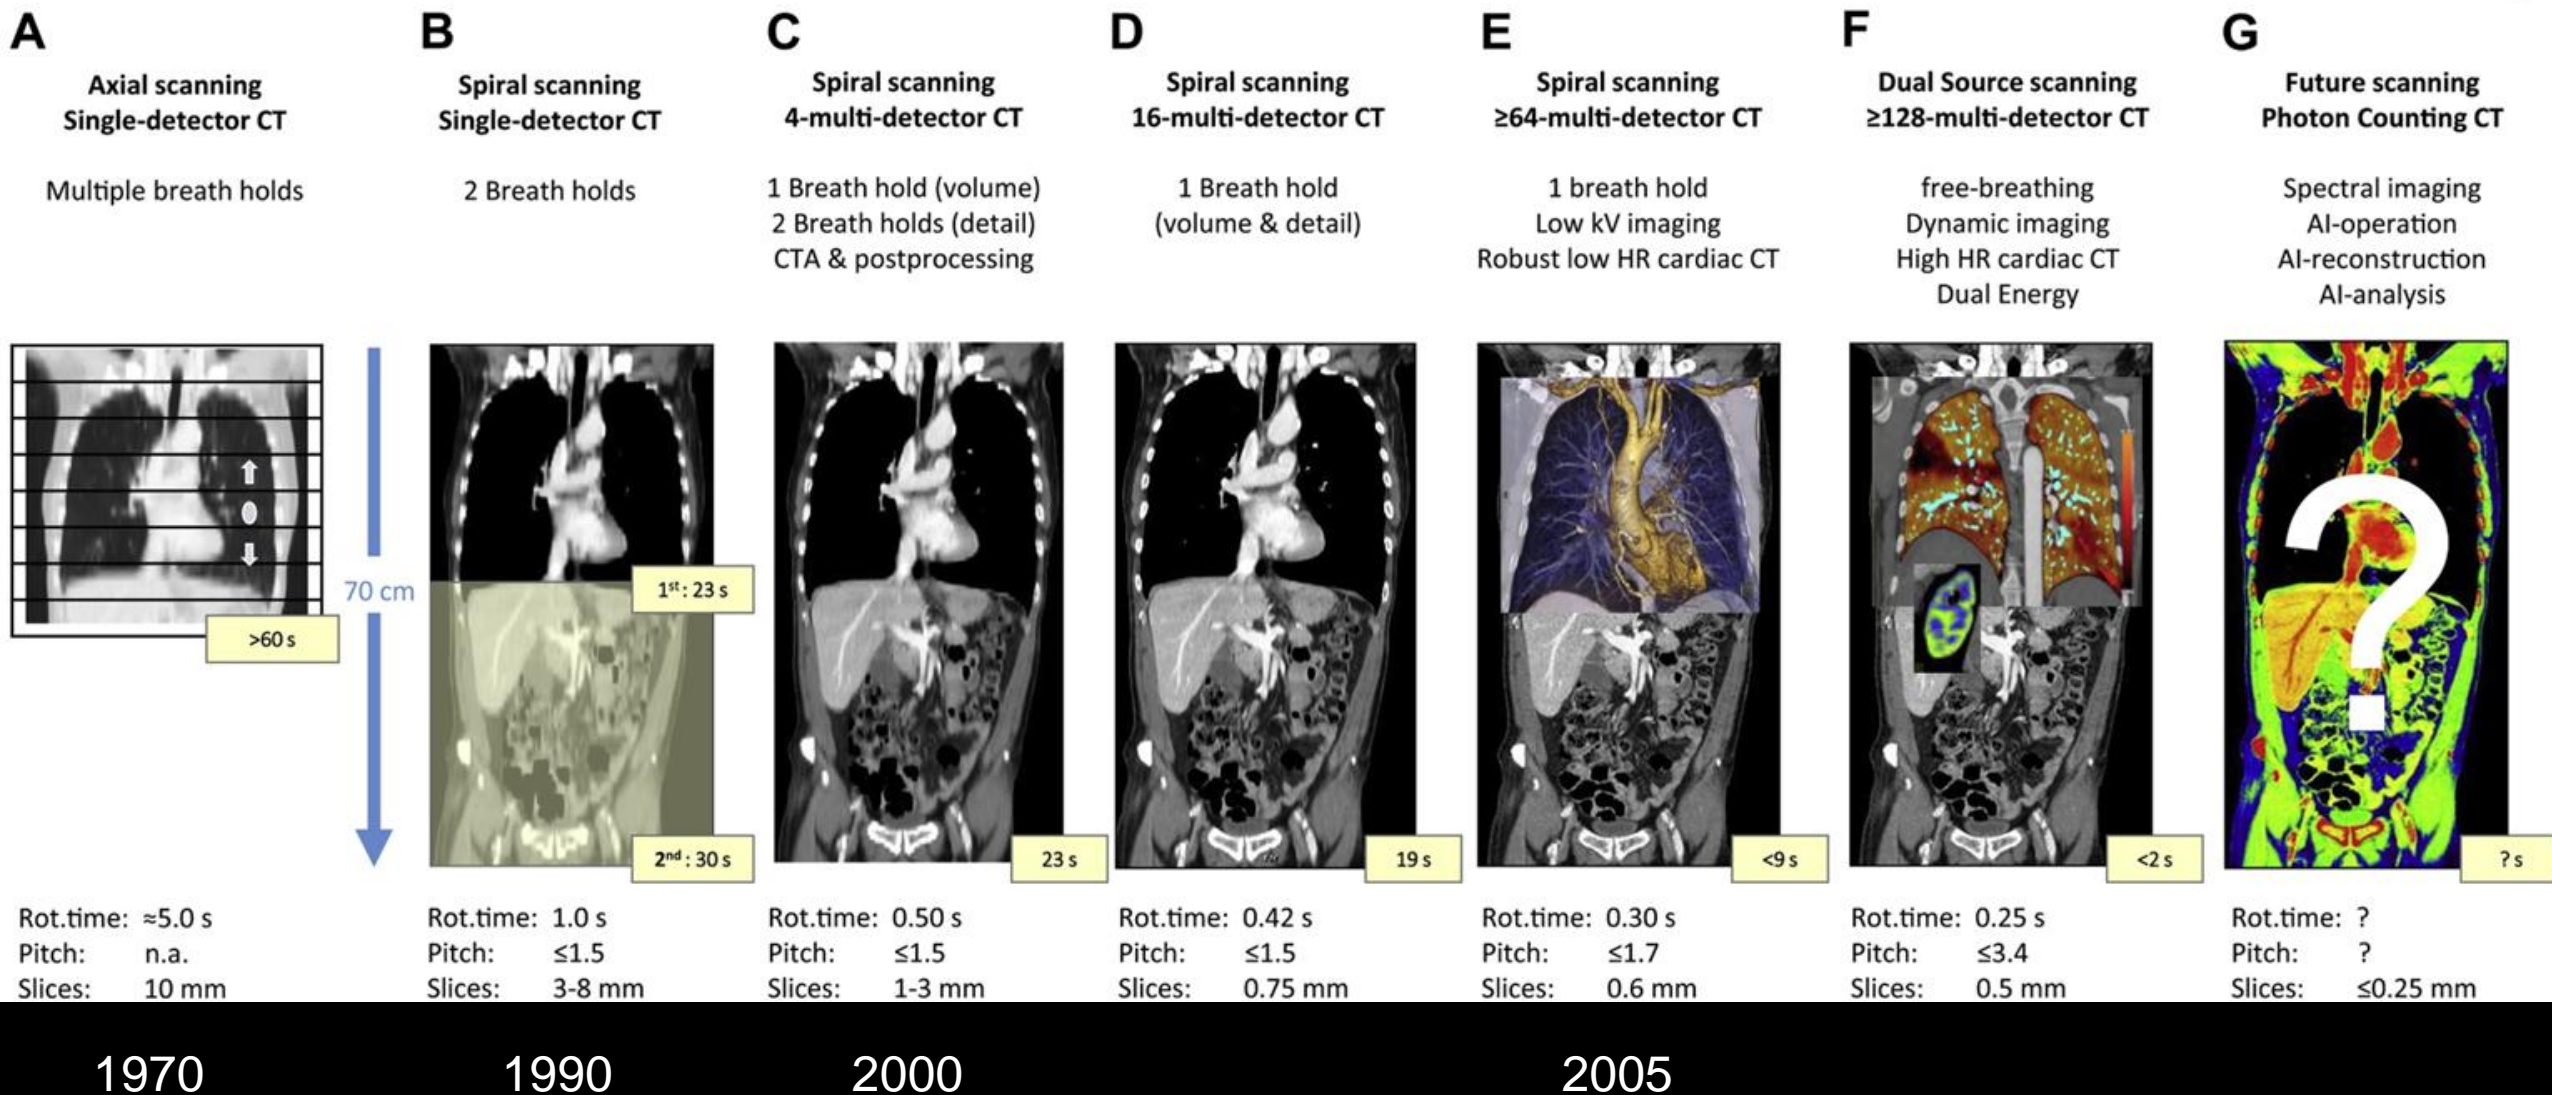 A
Axial scanning
Single-detector CT
Multiple breath holds
>60 s
Rot.time: ≈5.0 s
Pitch: n.a.
Slices: 10 mm
1970
70 cm
B
Spiral scanning
Single-detector CT
2 Breath holds
1st : 23 s
2nd : 30 s
Rot.time: 1.0 s
Pitch: ≤1.5
Slices: 3-8 mm
1990
C
Spiral scanning
4-multi-detector CT
1 Breath hold (volume)
2 Breath holds (detail)
CTA & postprocessing
23 s
Rot.time: 0.50 s
Pitch: ≤1.5
Slices: 1-3 mm
2000
D
Spiral scanning
16-multi-detector CT
1 Breath hold
(volume & detail)
19 s
Rot.time: 0.42 s
Pitch: ≤1.5
Slices: 0.75 mm
E
Spiral scanning
≥64-multi-detector CT
1 breath hold
Low kV imaging
Robust low HR cardiac CT
<9 s
Rot.time: 0.30 s
Pitch: ≤1.7
Slices: 0.6 mm
2005
F
Dual Source scanning
≥128-multi-detector CT
free-breathing
Dynamic imaging
High HR cardiac CT
Dual Energy
<2 s
Rot.time: 0.25 s
Pitch: ≤3.4
Slices: 0.5 mm
G
Future scanning
Photon Counting CT
Spectral imaging
AI-operation
AI-reconstruction
AI-analysis
?
? s
Rot.time: ?
Pitch: ?
Slices: ≤0.25 mm